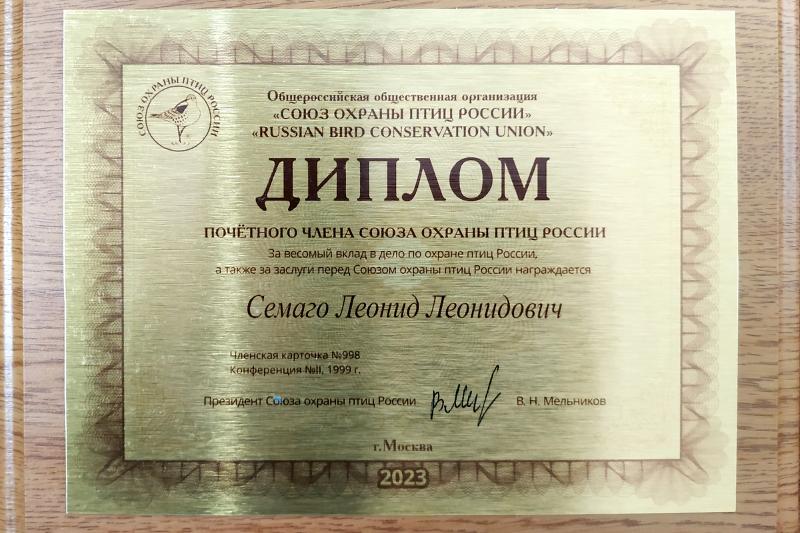 СОЮЗ ОХРАНЫ ПТИЦ РОССИИ
Общероссийская общественная организация
«СОЮЗ ОХРАНЫ ПТИЦ РОССИИ»
«RUSSIAN BIRD CONSERVATION UNION»
ДИПЛОМ
ПОЧЁТНОГО ЧЛЕНА СОЮЗА ОХРАНЫ ПТИЦ РОССИИ
За весомый вклад в дело по охране птиц России,
а также за заслуги перед Союзом охраны птиц России награждается
Семаго Леонид Леонидович
Членская карточка №998
Конференция №II, 1999 г.
Президент Союза охраны птиц России В. Н. Мельников
г.Москва
2023